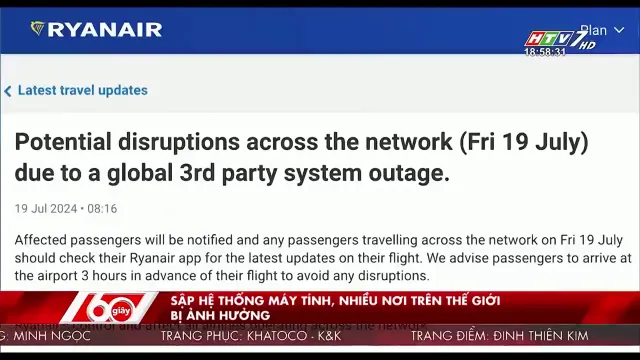 RYANAIR
Plan
HTV7 HD
18:58:31
Latest travel updates
Potential disruptions across the network (Fri 19 July)
due to a global 3rd party system outage.
19 Jul 2024 • 08:16
Affected passengers will be notified and any passengers travelling across the network on Fri 19 July
should check their Ryanair app for the latest updates on their flight. We advise passengers to arrive at
the airport 3 hours in advance of their flight to avoid any disruptions.
60 giây
SẬP HỆ THỐNG MÁY TÍNH, NHIỀU NƠI TRÊN THẾ GIỚI
BỊ ẢNH HƯỞNG
G: MINH NGỌC TRANG PHỤC: KHATOCO - K&K TRANG ĐIỂM: ĐINH THIÊN KIM